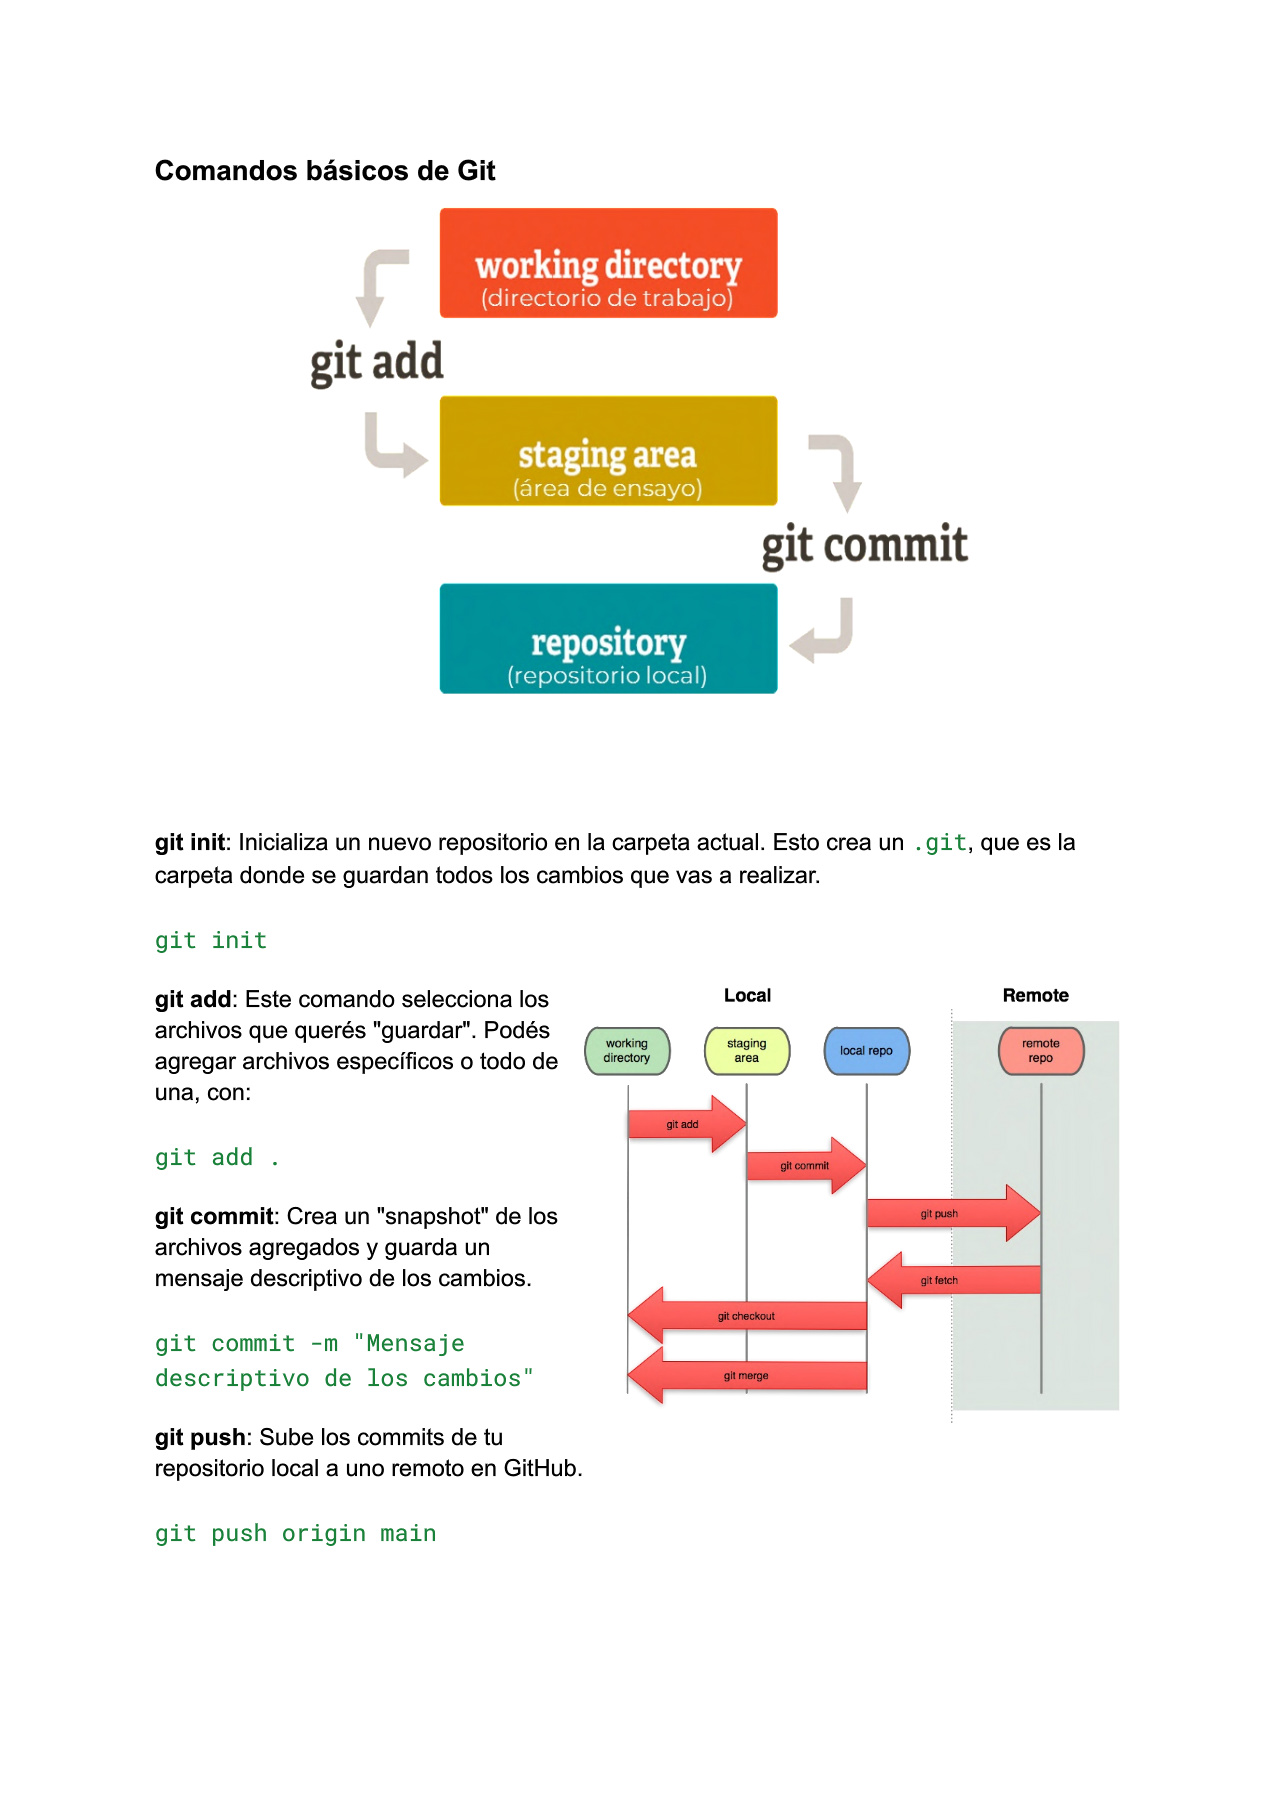 Comandos básicos de Git
working directory
(directorio de trabajo)
git add
staging area
(área de ensayo)
git commit
repository
(repositorio local)
git init: Inicializa un nuevo repositorio en la carpeta actual. Esto crea un .git, que es la
carpeta donde se guardan todos los cambios que vas a realizar.
git init
git add: Este comando selecciona los
archivos que querés "guardar". Podés
agregar archivos específicos o todo de
una, con:
git add .
git commit: Crea un "snapshot" de los
archivos agregados y guarda un
mensaje descriptivo de los cambios.
git commit -m "Mensaje
descriptivo de los cambios"
git push: Sube los commits de tu
repositorio local a uno remoto en GitHub.
git push origin main
Local
Remote
working
directory
staging
area
local repo
remote
repo
git add
git commit
git push
git fetch
git checkout
git merge